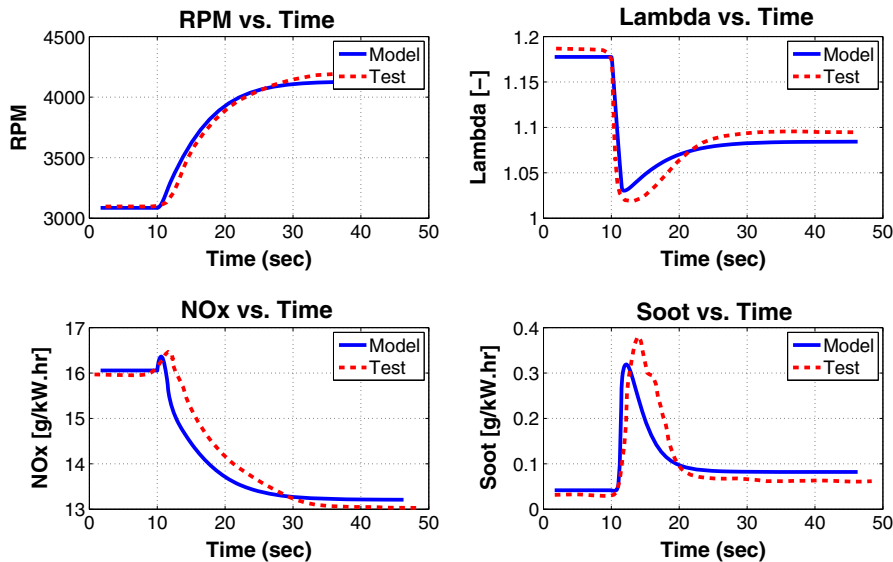 RPM vs. Time
4500
4000
3500
3000
RPM
Model
Test
0 10 20 30 40 50
Time (sec)
Lambda vs. Time
1.2
1.15
1.1
1.05
1
Lambda [−]
Model
Test
0 10 20 30 40 50
Time (sec)
NOx vs. Time
17
16
15
14
13
NOx [g/kW.hr]
Model
Test
0 10 20 30 40 50
Time (sec)
Soot vs. Time
0.4
0.3
0.2
0.1
0
Soot [g/kW.hr]
Model
Test
0 10 20 30 40 50
Time (sec)